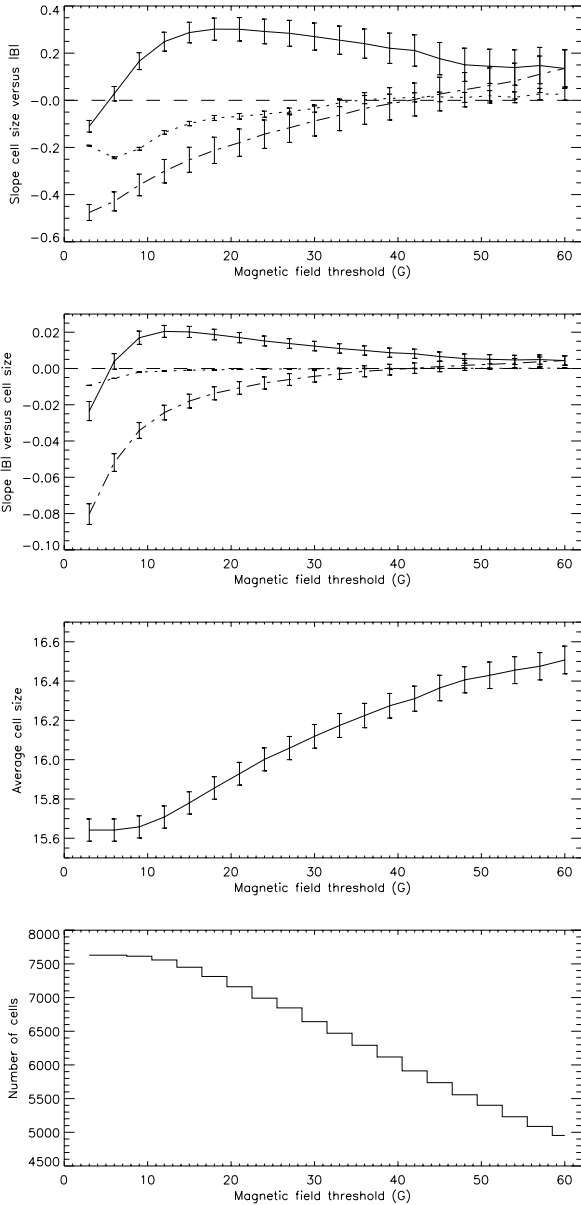 0.4
0.2
-0.0
-0.2
-0.4
-0.6
Slope cell size versus |B|
0 10 20 30 40 50 60
Magnetic field threshold (G)
0.02
0.00
-0.02
-0.04
-0.06
-0.08
-0.10
Slope |B| versus cell size
0 10 20 30 40 50 60
Magnetic field threshold (G)
16.6
16.4
16.2
16.0
15.8
15.6
Average cell size
0 10 20 30 40 50 60
Magnetic field threshold (G)
8000
7500
7000
6500
6000
5500
5000
4500
Number of cells
0 10 20 30 40 50 60
Magnetic field threshold (G)